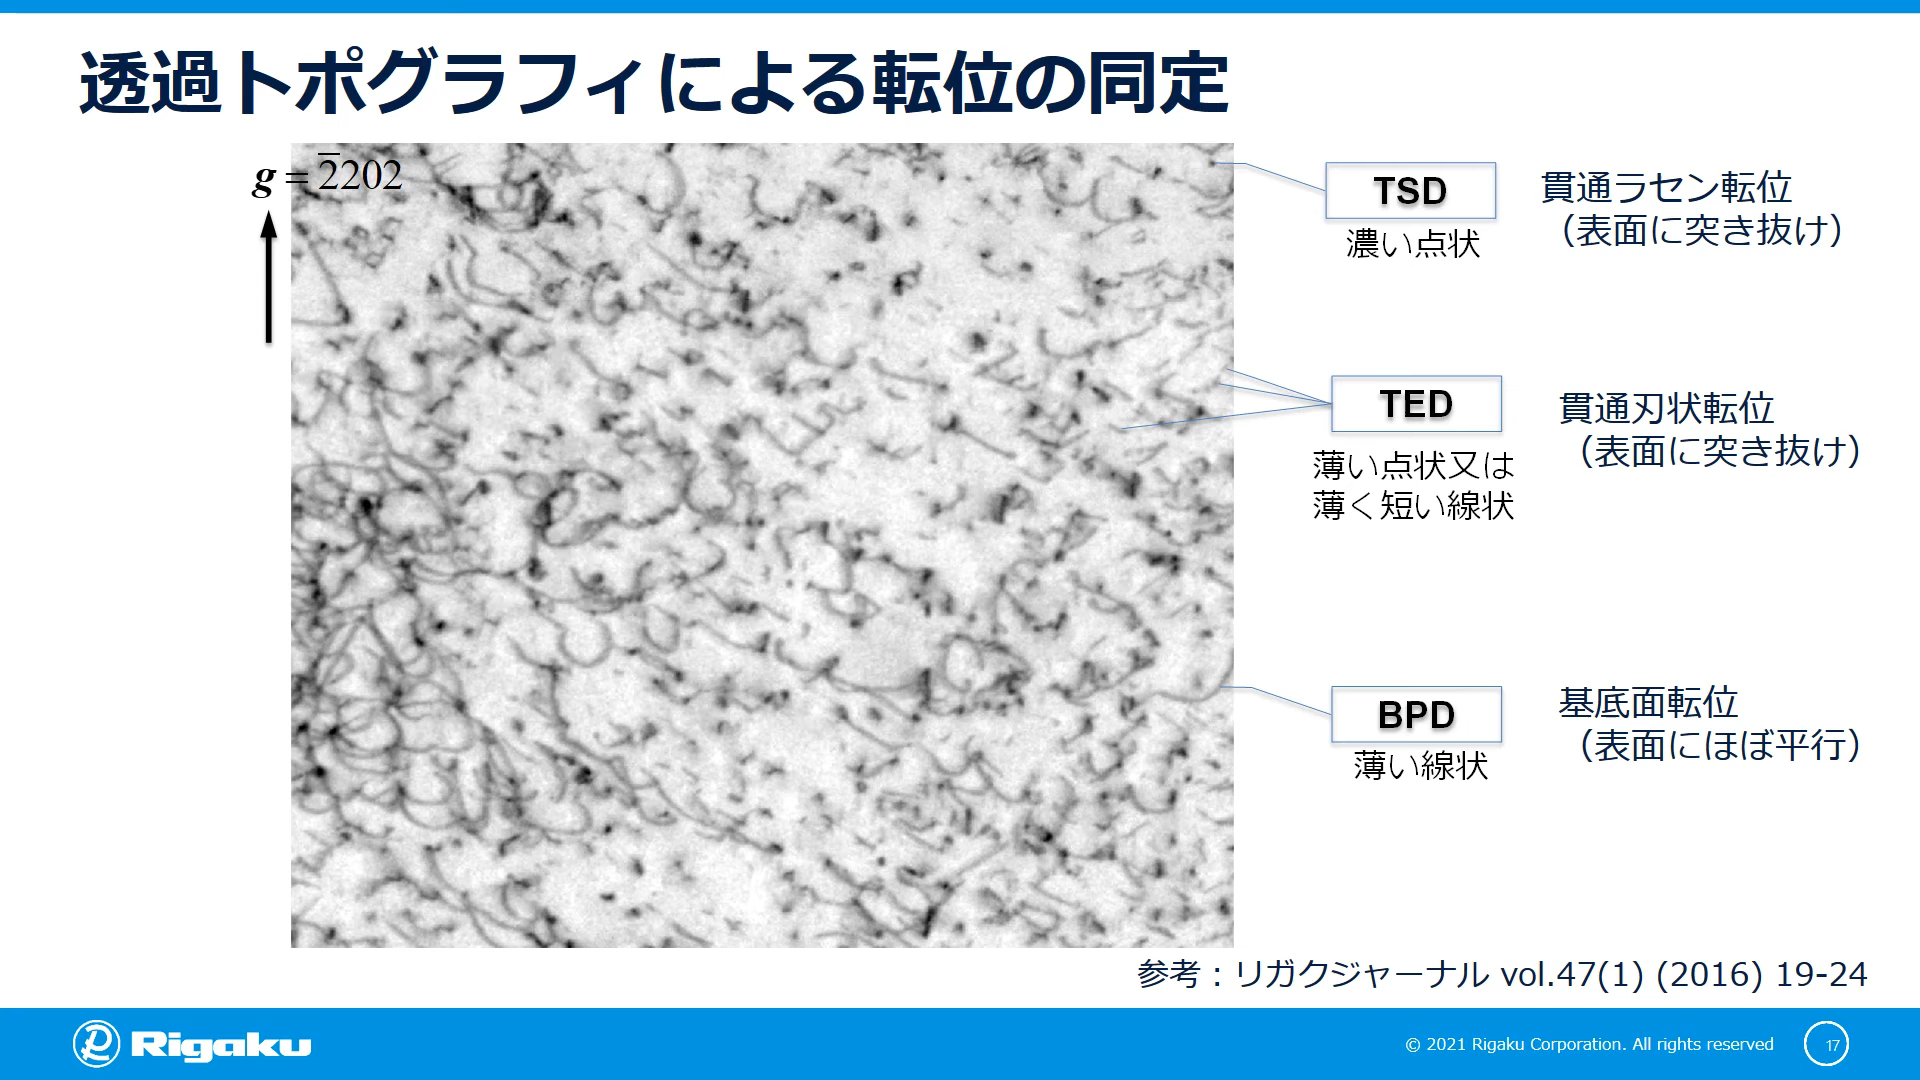 透過トポグラフィによる転位の同定
g = 2̅202
TSD
濃い点状
貫通ラセン転位
（表面に突き抜け）
TED
薄い点状又は
薄く短い線状
貫通刃状転位
（表面に突き抜け）
BPD
薄い線状
基底面転位
（表面にほぼ平行）
参考：リガクジャーナル vol.47(1) (2016) 19-24
Rigaku
© 2021 Rigaku Corporation. All rights reserved
17